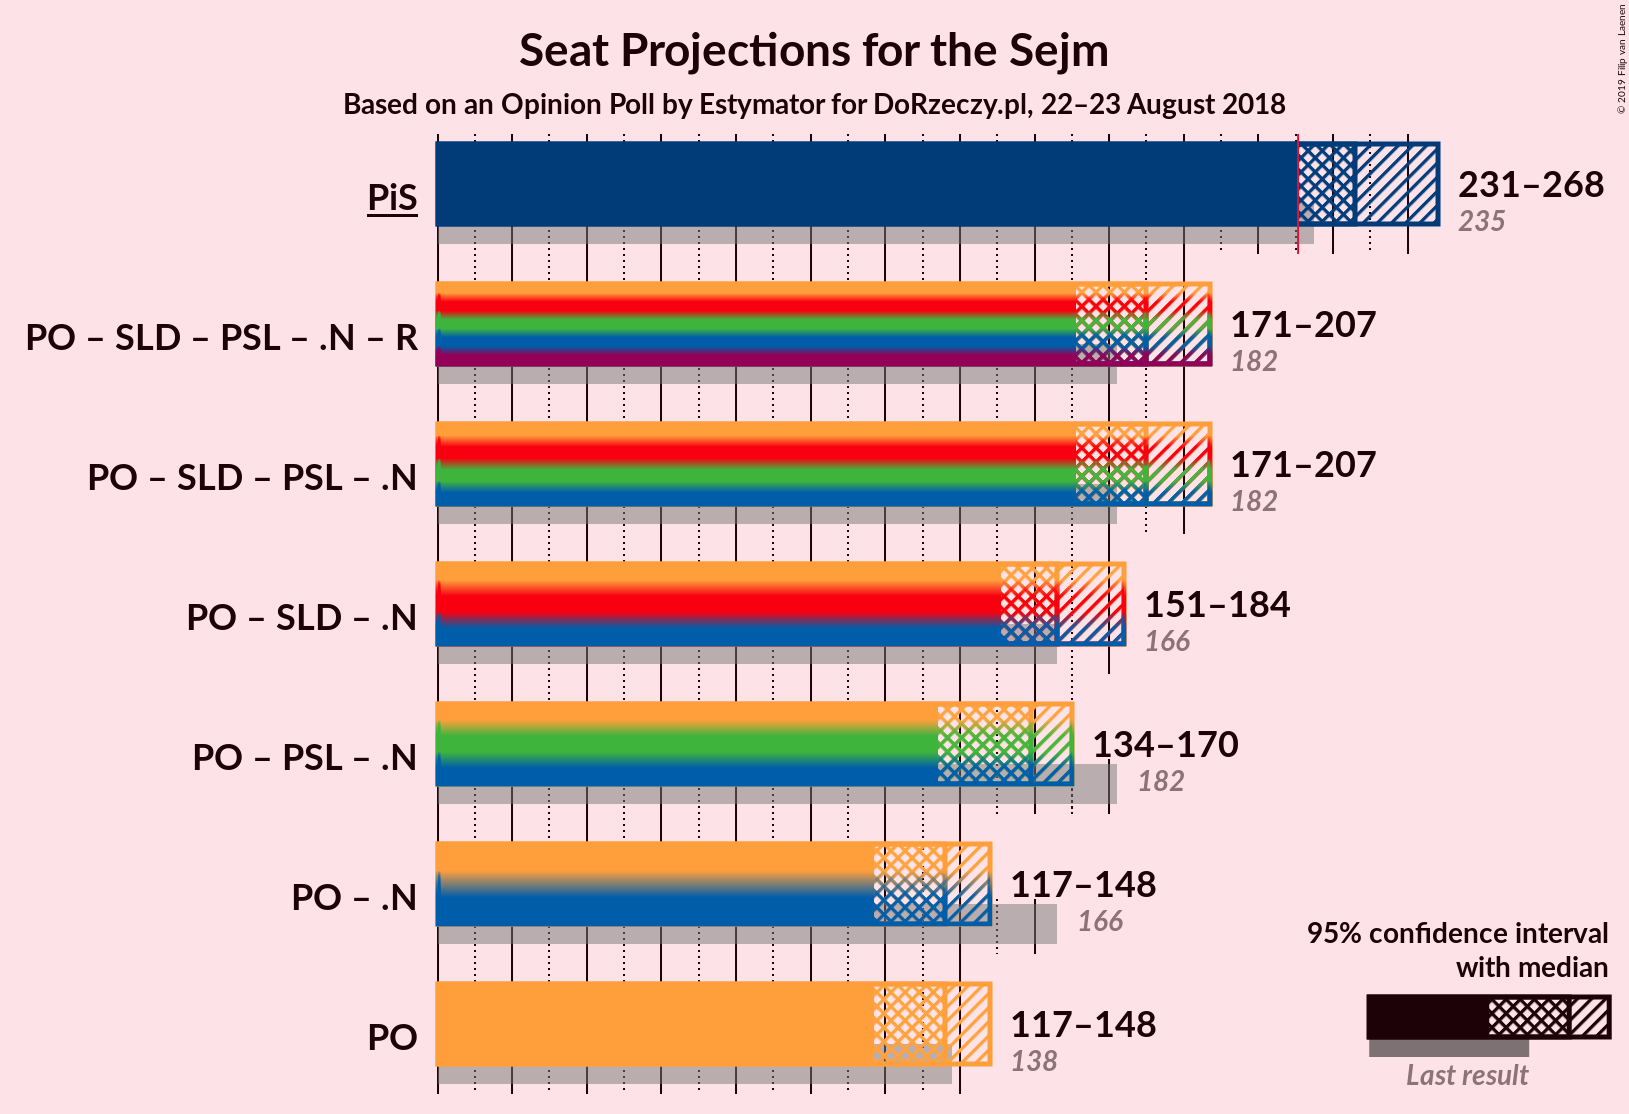 Seat Projections for the Sejm
Based on an Opinion Poll by Estymator for DoRzeczy.pl, 22–23 August 2018
© 2019 Filip van Laenen
PiS
231–268
235
PO – SLD – PSL – .N – R
171–207
182
PO – SLD – PSL – .N
171–207
182
PO – SLD – .N
151–184
166
PO – PSL – .N
134–170
182
PO – .N
117–148
166
PO
117–148
138
95% confidence interval
with median
Last result